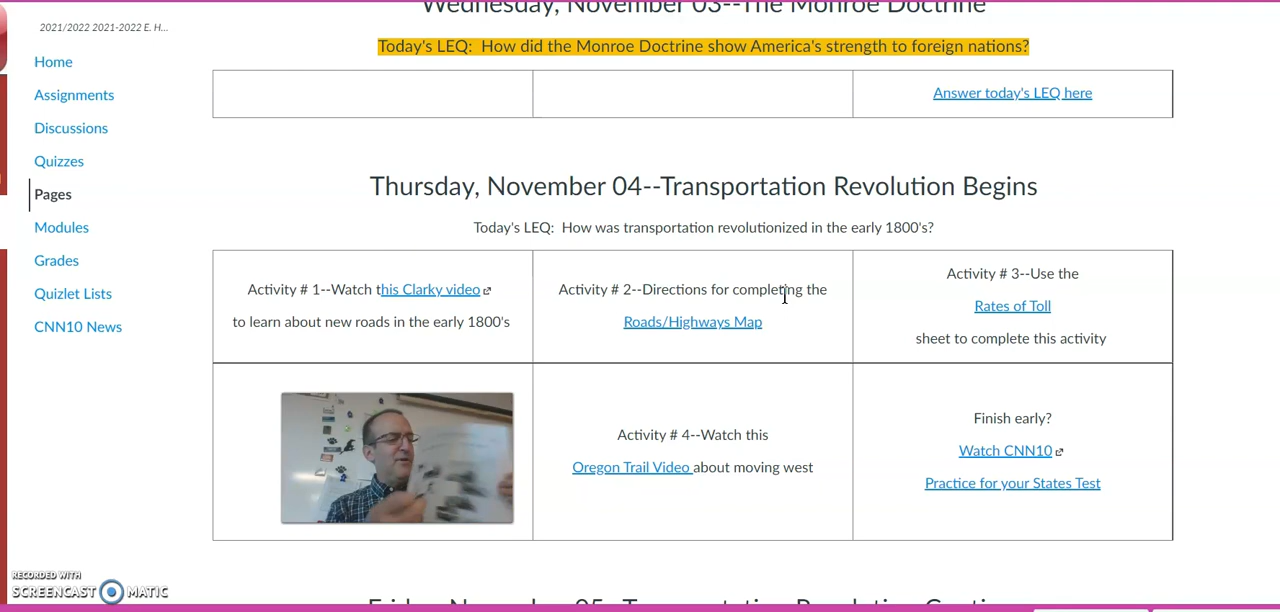 Wednesday, November 03--The Monroe Doctrine
2021/2022 2021-2022 E. H...
Today's LEQ:  How did the Monroe Doctrine show America's strength to foreign nations?
Home
Assignments
Discussions
Quizzes
Pages
Modules
Grades
Quizlet Lists
CNN10 News
Answer today's LEQ here
Thursday, November 04--Transportation Revolution Begins
Today's LEQ:  How was transportation revolutionized in the early 1800's?
Activity # 1--Watch this Clarky video
to learn about new roads in the early 1800's
Activity # 2--Directions for completing the
Roads/Highways Map
Activity # 3--Use the
Rates of Toll
sheet to complete this activity
Activity # 4--Watch this
Oregon Trail Video about moving west
Finish early?
Watch CNN10
Practice for your States Test
RECORDED WITH
SCREENCAST MATIC